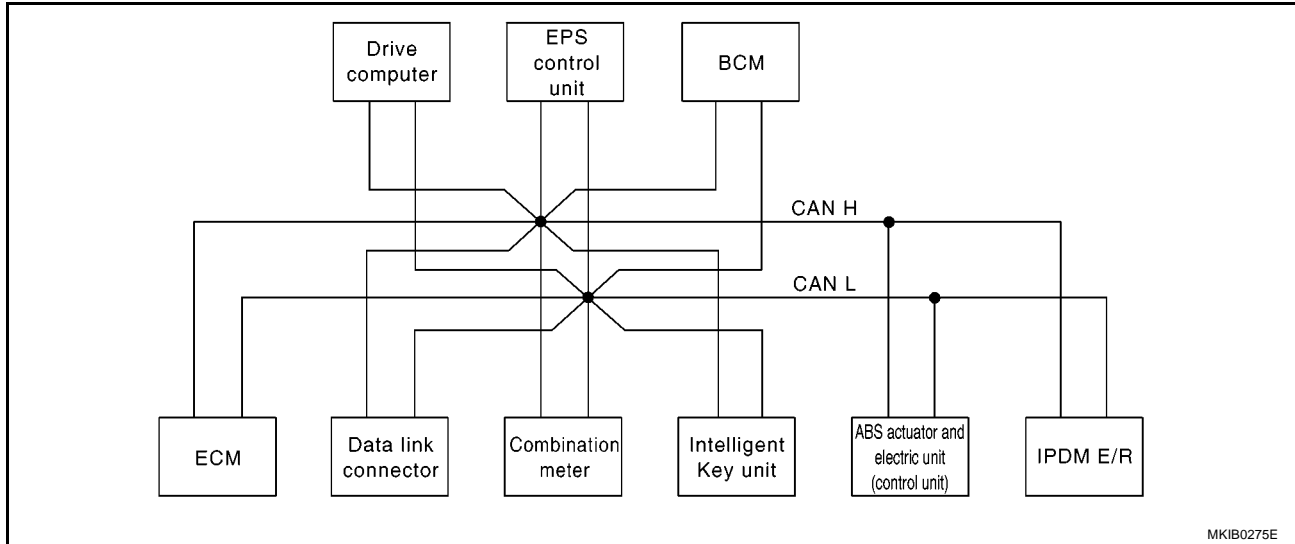 Drive
computer
EPS
control
unit
BCM
CAN H
CAN L
ECM
Data link
connector
Combination
meter
Intelligent
Key unit
ABS actuator and
electric unit
(control unit)
IPDM E/R
MKIB0275E